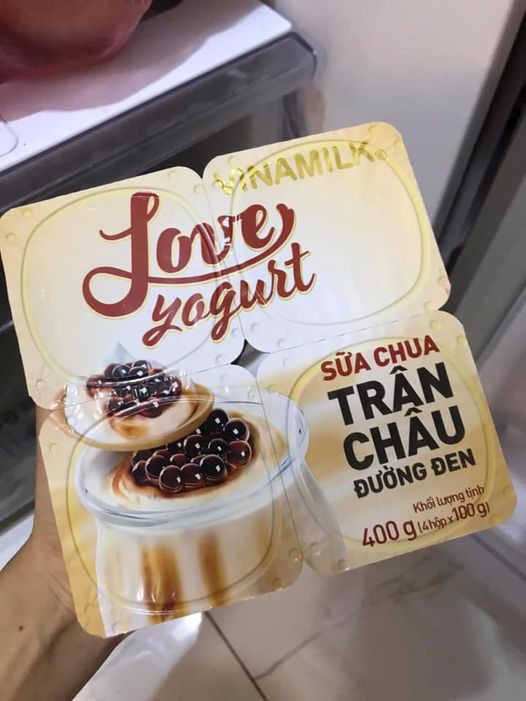 VINAMILK®
Love
yogurt
SỮA CHUA
TRÂN
CHÂU
ĐƯỜNG ĐEN
Khối lượng tịnh
400 g (4 hộp x 100 g)